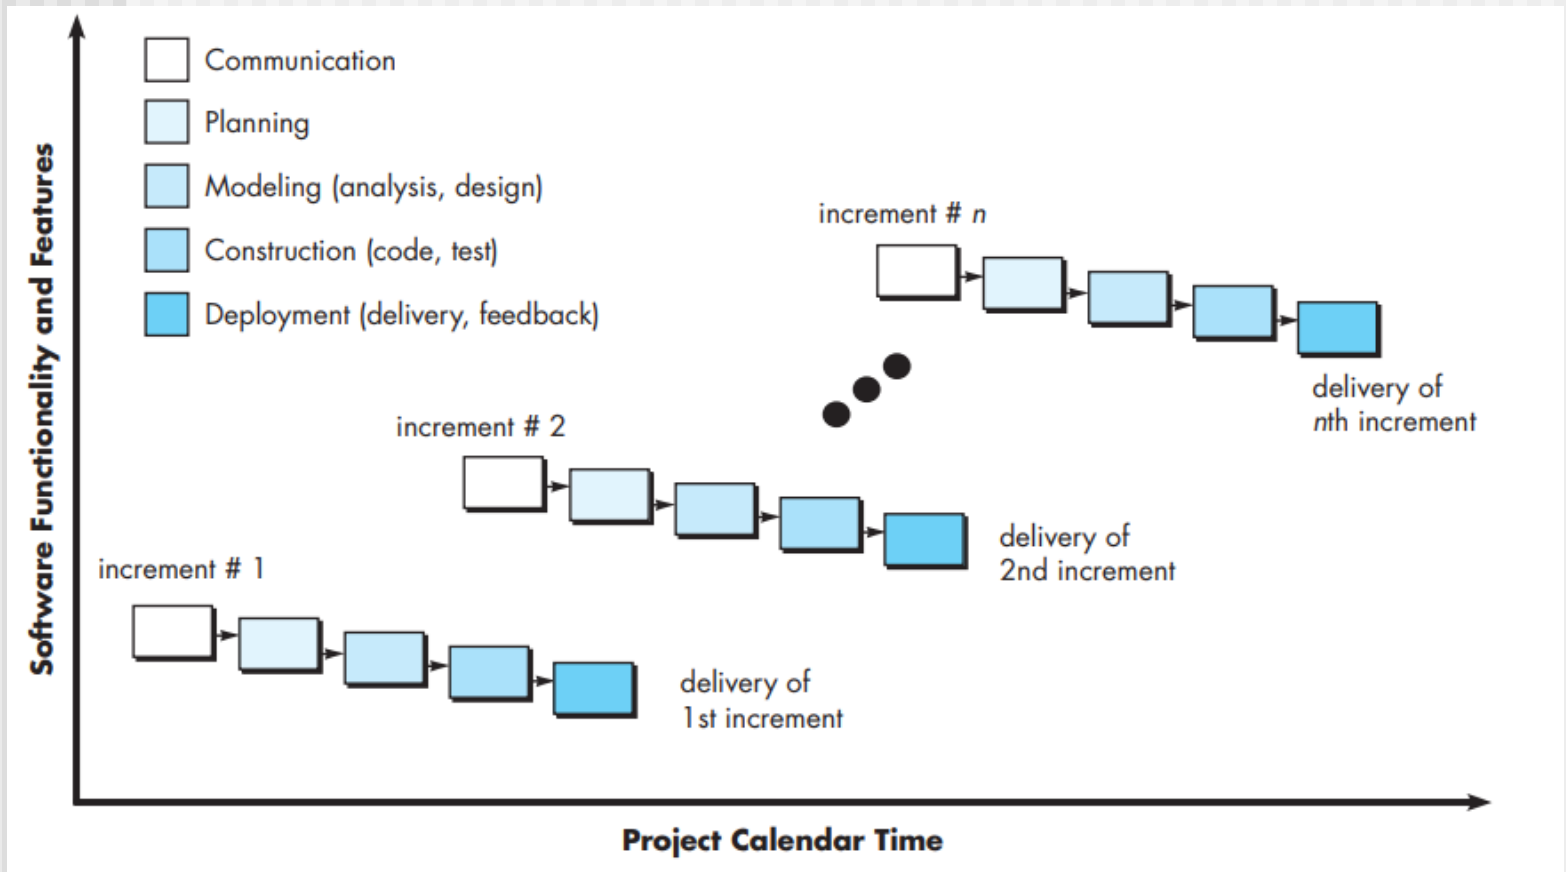 Communication
Planning
Modeling (analysis, design)
Construction (code, test)
Deployment (delivery, feedback)
increment # n
delivery of
nth increment
increment # 2
delivery of
2nd increment
increment # 1
delivery of
1st increment
Software Functionality and Features
Project Calendar Time